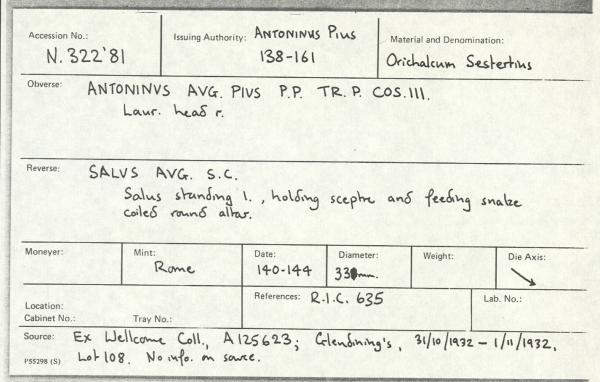 Accession No.: N.322'81
Issuing Authority: ANTONINVS PIUS 138-161
Material and Denomination: Orichalcum Sestertius
Obverse: ANTONINVS AVG. PIVS P.P. TR.P. COS.III.
Laur. head r.
Reverse: SALVS AVG. S.C.
Salus standing l., holding sceptre and feeding snake
coiled round altar.
Moneyer:
Mint: Rome
Date: 140-144
Diameter: 33mm.
Weight:
Die Axis:
Location:
Cabinet No.: Tray No.:
References: R.I.C. 635
Lab. No.:
Source: Ex Wellcome Coll., A125623; Glendining's, 31/10/1932 - 1/11/1932,
P55298 (S) Lot 108. No info. on source.